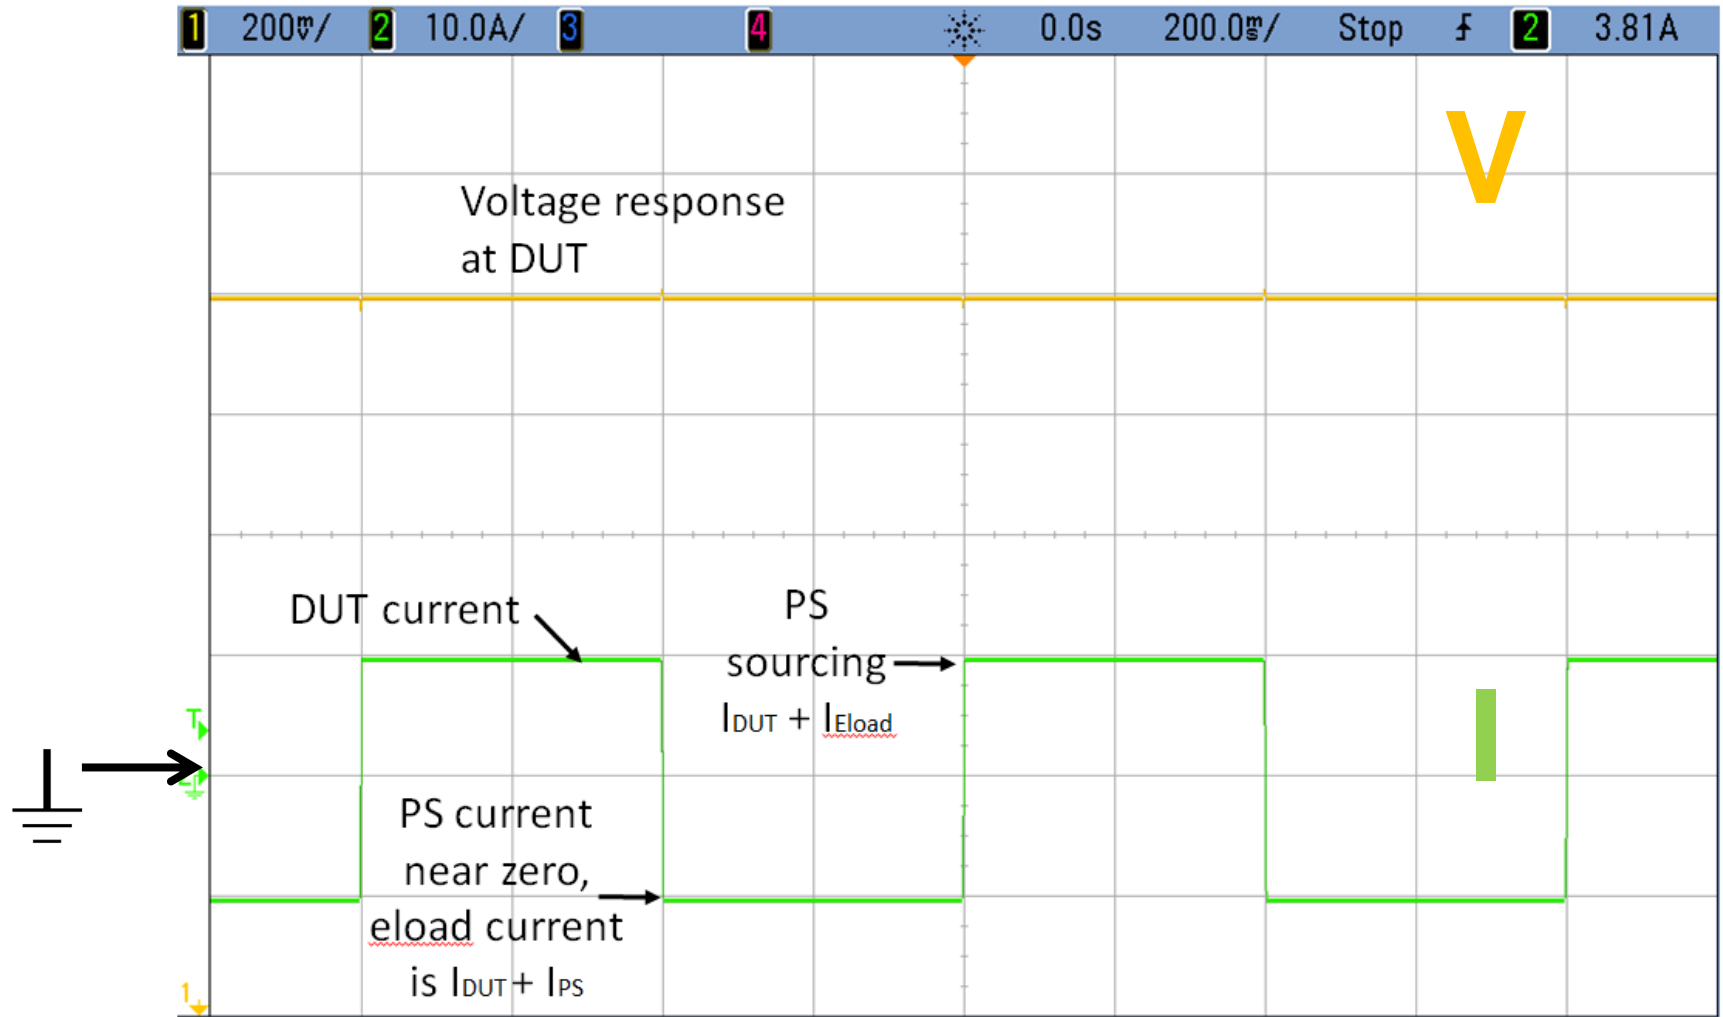 1 200mV/ 2 10.0A/ 3 4 0.0s 200.0ms/ Stop 2 3.81A
V
Voltage response
at DUT
DUT current
PS
sourcing
IDUT + IEload
T
I
PS current
near zero,
eload current
is IDUT + IPS
1